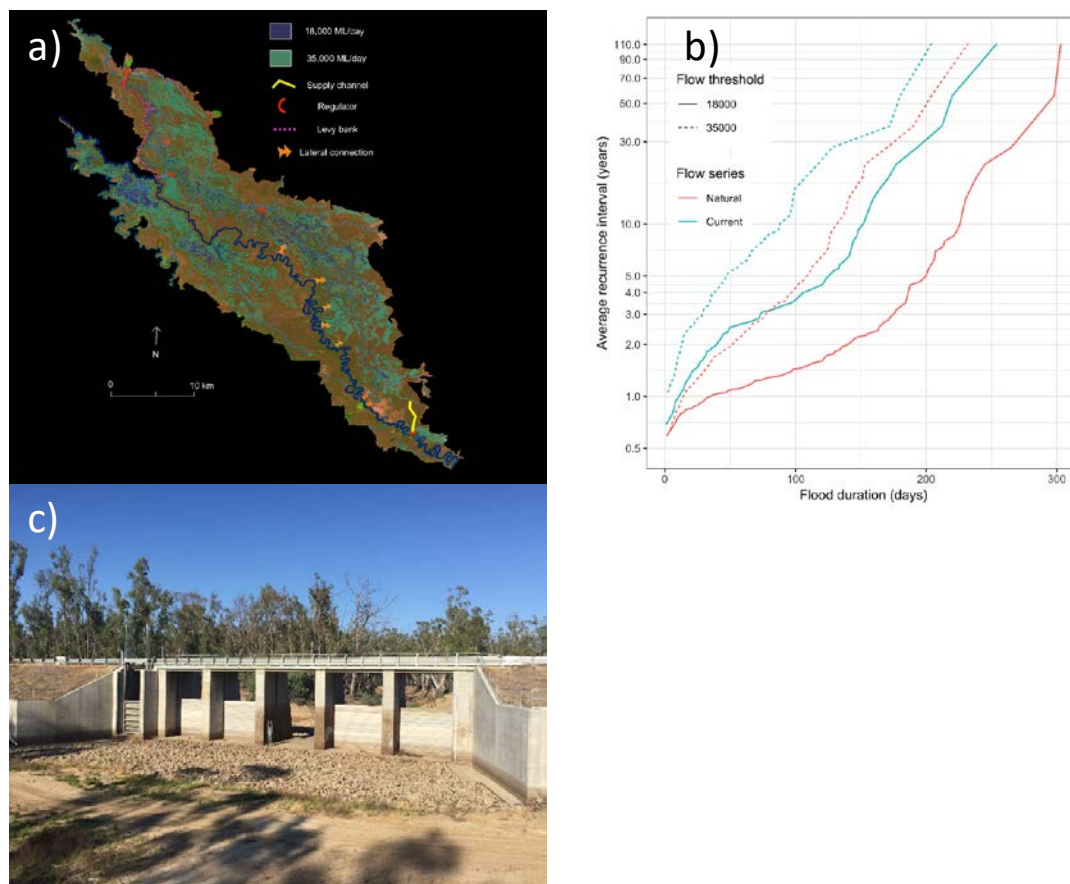 a)
18,000 ML/day
35,000 ML/day
Supply channel
Regulator
Levy bank
Lateral connection
N
0 10 km
b)
Average recurrence interval (years)
110.0
90.0
70.0
50.0
30.0
10.0
5.0
4.0
3.0
2.0
1.0
0.5
Flow threshold
18000
35000
Flow series
Natural
Current
0 100 200 300
Flood duration (days)
c)